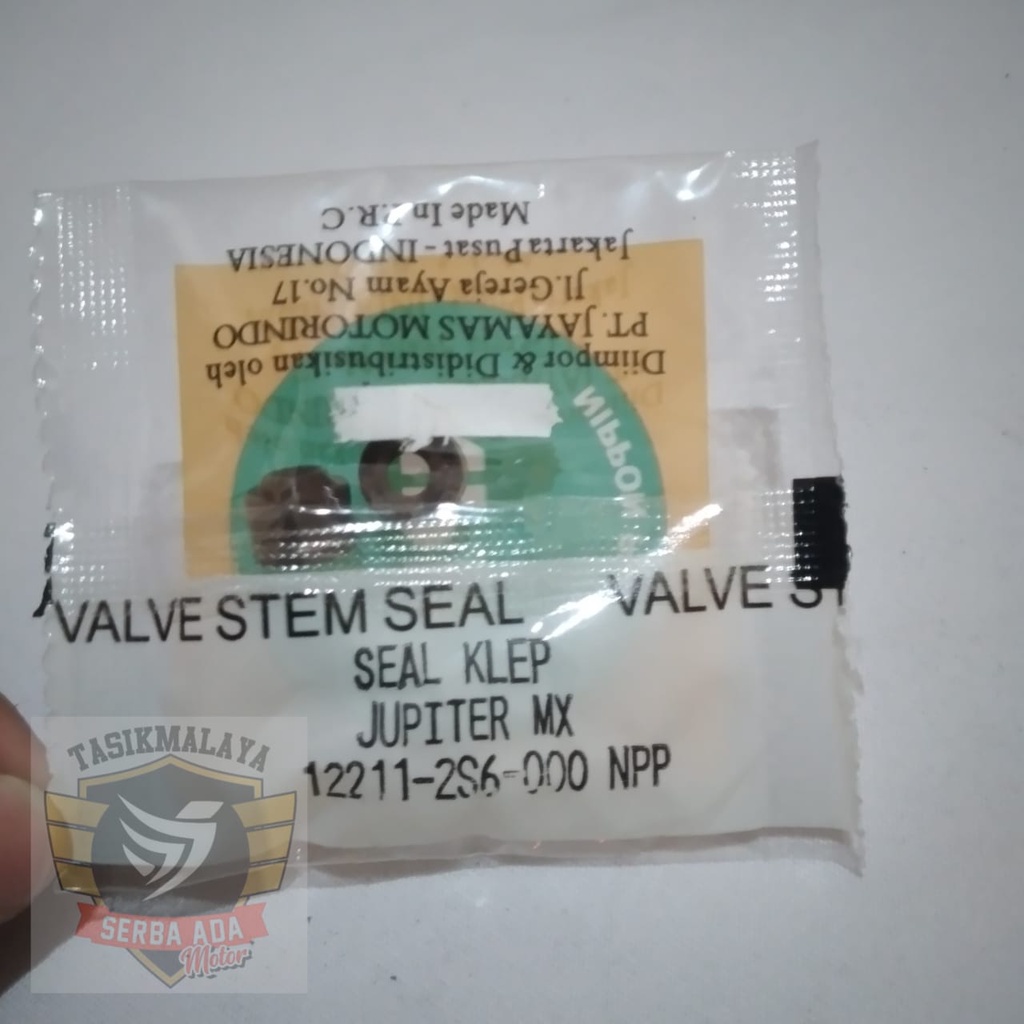 Diimpor & Didistribusikan oleh
PT. JAYAMAS MOTORINDO
Jl.Gereja Ayam No.17
Jakarta Pusat - INDONESIA
Made In P.R.C
NIPPON
VALVE STEM SEAL VALVE ST
SEAL KLEP
JUPITER MX
12211-2S6-000 NPP
TASIKMALAYA
SERBA ADA
Motor